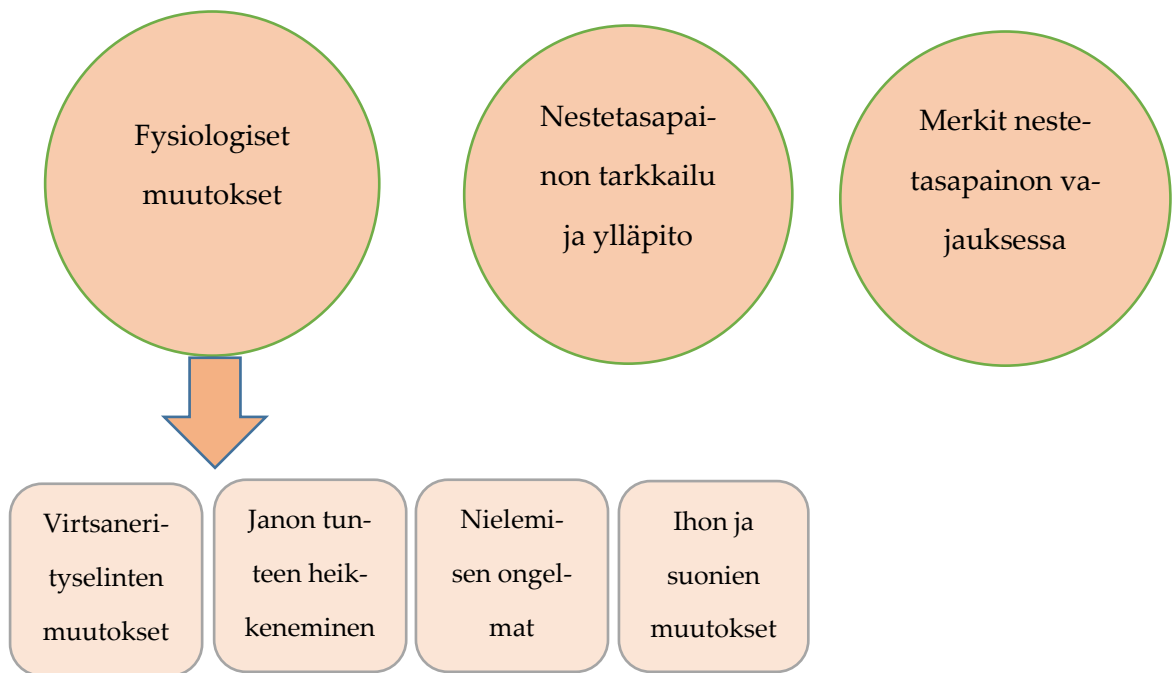 Fysiologiset
muutokset
Nestetasapai-
non tarkkailu
ja ylläpito
Merkit neste-
tasapainon va-
jauksessa
Virtsaneri-
tyselinten
muutokset
Janon tun-
teen heik-
keneminen
Nielemi-
sen ongel-
mat
Ihon ja
suonien
muutokset